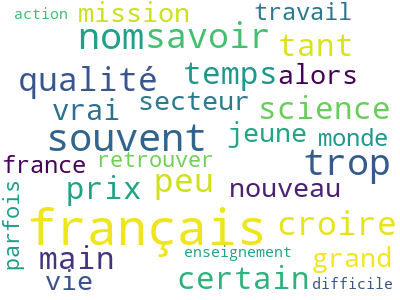 action
mission
travail
nom
savoir
tant
qualité
temps
alors
vrai
secteur
science
souvent
jeune
monde
france
retrouver
trop
parfois
prix
peu
nouveau
français
croire
main
enseignement
grand
vie
certain
difficile